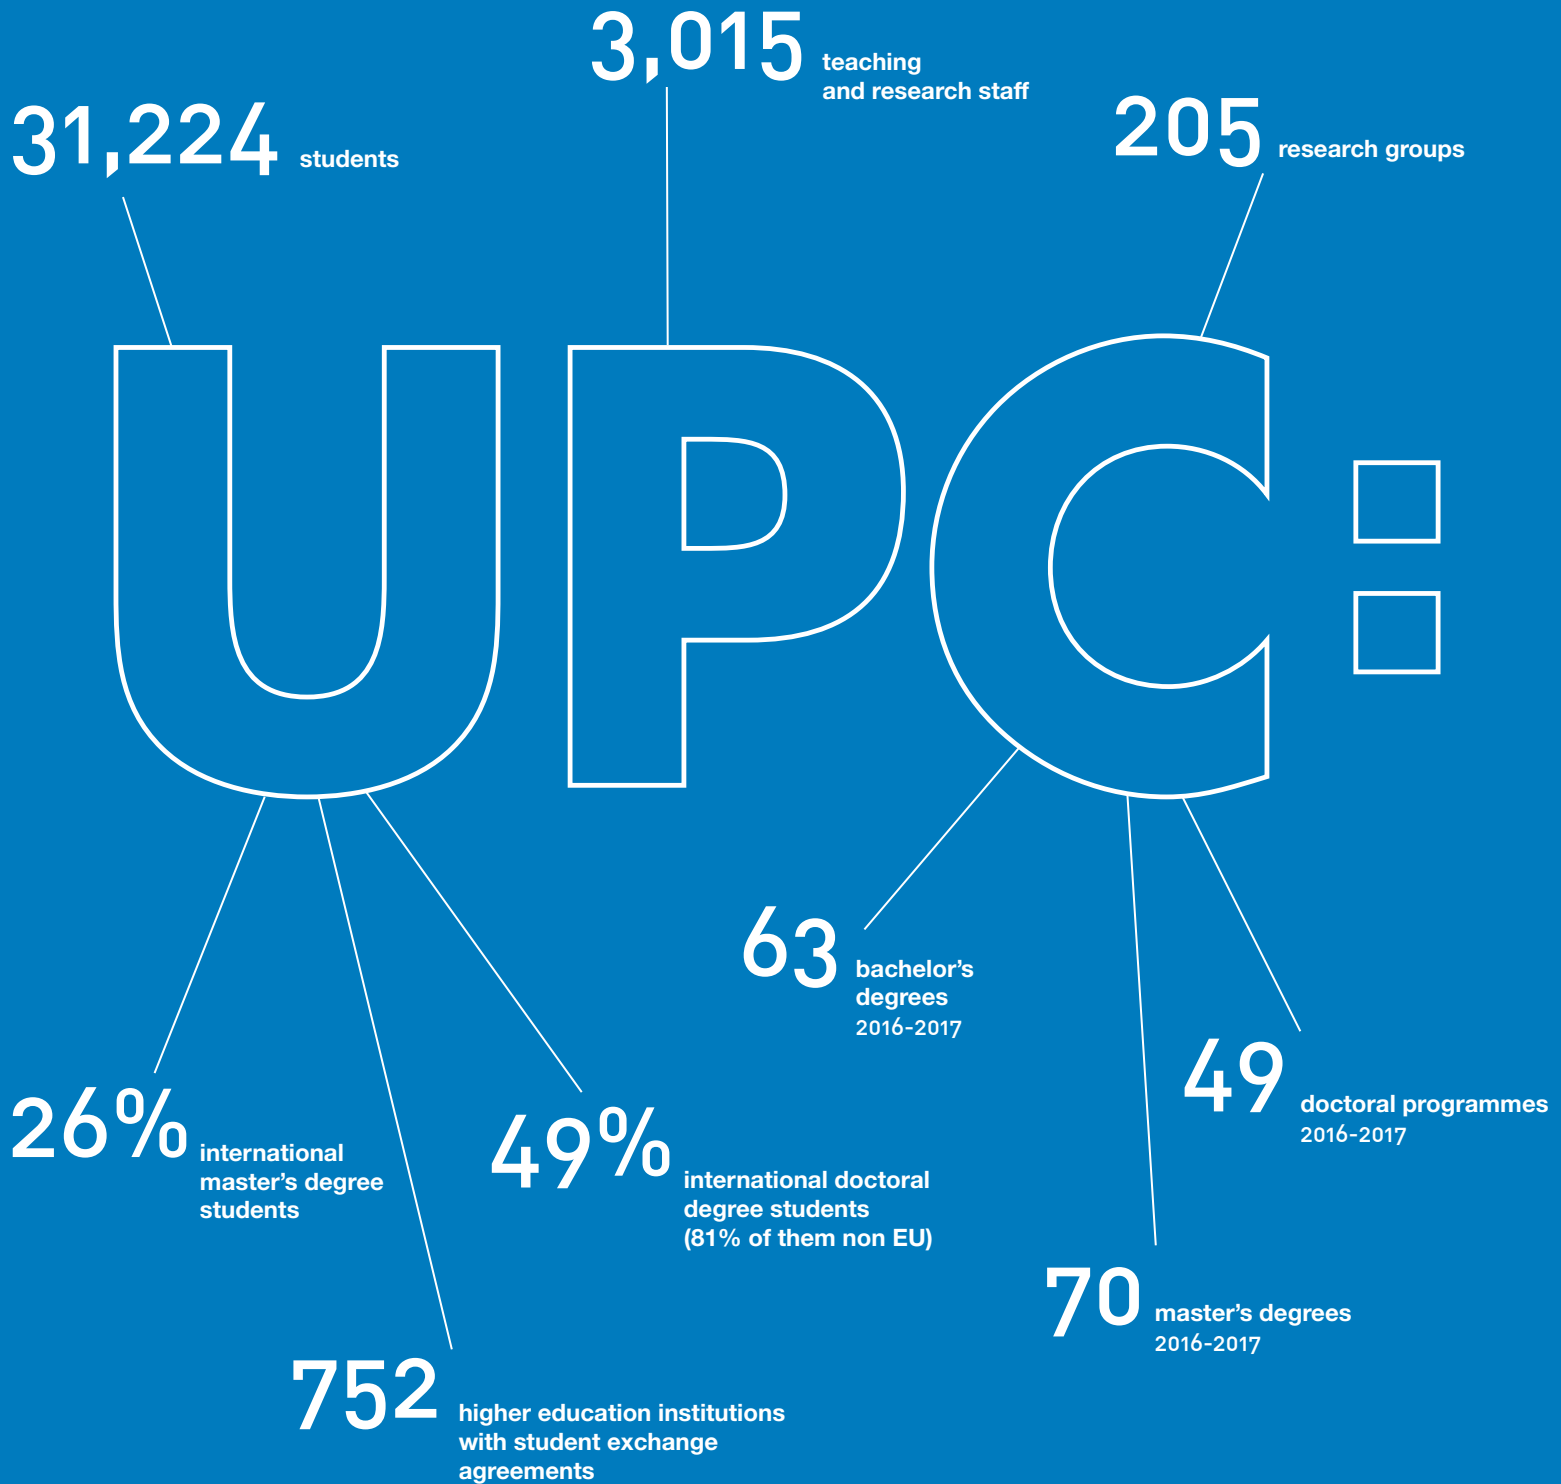 3,015 teaching
and research staff
31,224 students
205 research groups
UPC:
63 bachelor's
degrees
2016-2017
49 doctoral programmes
2016-2017
26% international
master's degree
students
49% international doctoral
degree students
(81% of them non EU)
70 master's degrees
2016-2017
752 higher education institutions
with student exchange
agreements